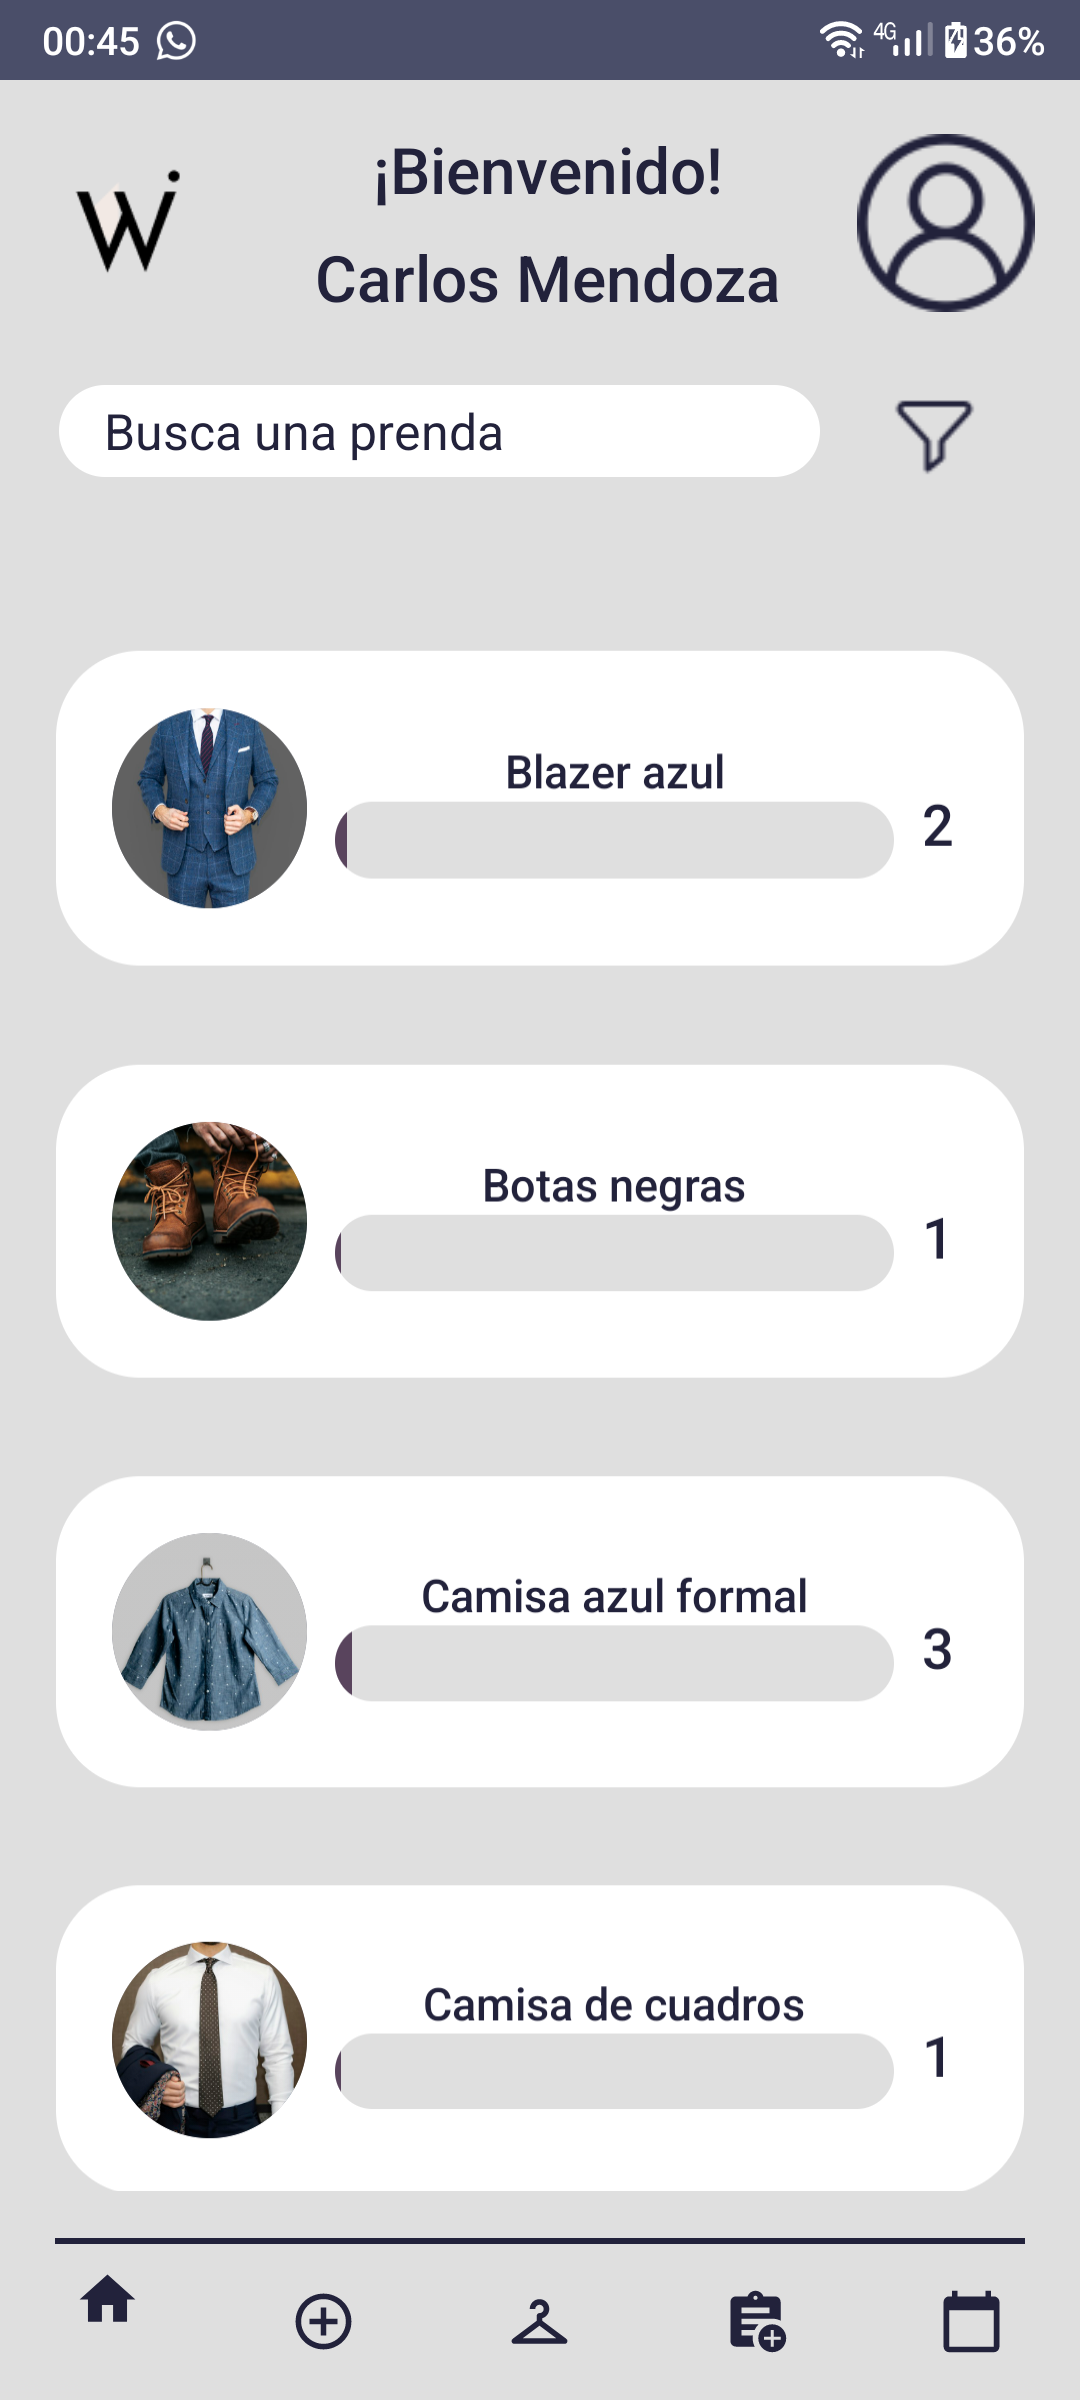 00:45 4G 36%
¡Bienvenido!
Carlos Mendoza
Busca una prenda
Blazer azul
2
Botas negras
1
Camisa azul formal
3
Camisa de cuadros
1